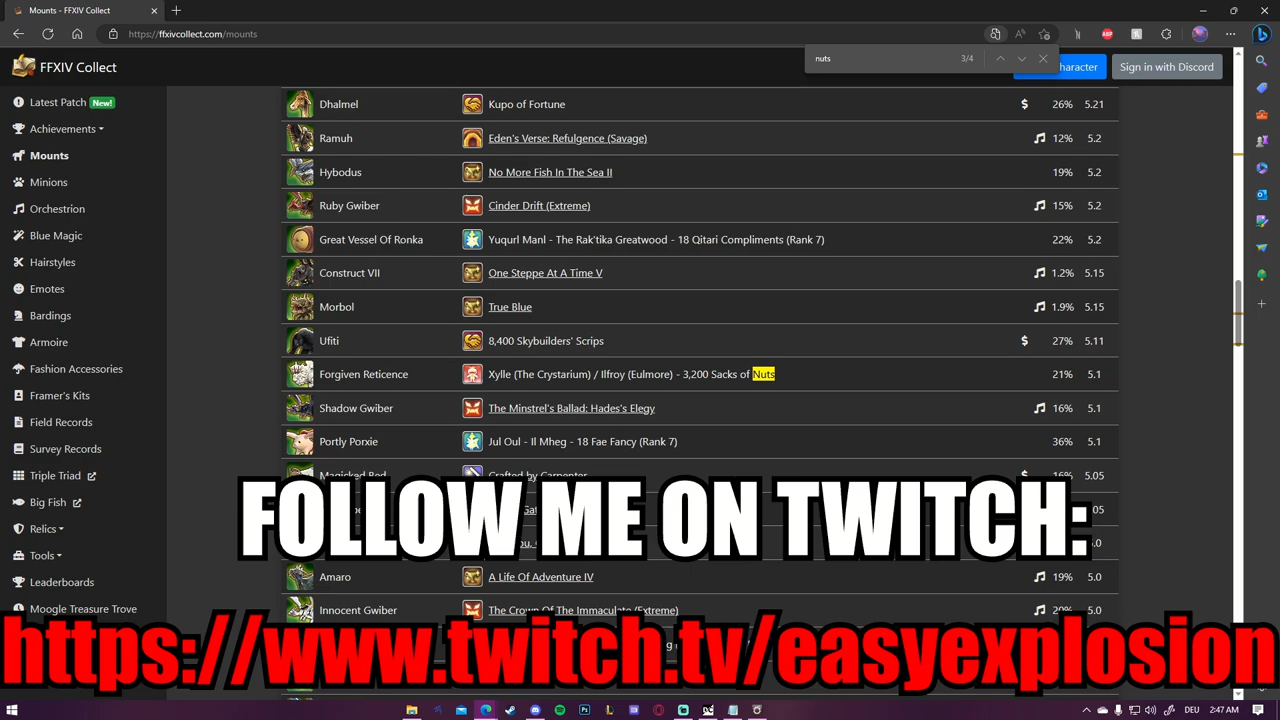 Mounts - FFXIV Collect
https://ffxivcollect.com/mounts
nuts 3/4
FFXIV Collect
Character
Sign in with Discord
Latest Patch New!
Achievements
Mounts
Minions
Orchestrion
Blue Magic
Hairstyles
Emotes
Bardings
Armoire
Fashion Accessories
Framer's Kits
Field Records
Survey Records
Triple Triad
Big Fish
Relics
Tools
Leaderboards
Moogle Treasure Trove
Dhalmel Kupo of Fortune $ 26% 5.21
Ramuh Eden's Verse: Refulgence (Savage) 12% 5.2
Hybodus No More Fish In The Sea II 19% 5.2
Ruby Gwiber Cinder Drift (Extreme) 15% 5.2
Great Vessel Of Ronka Yuqurl Manl - The Rak'tika Greatwood - 18 Qitari Compliments (Rank 7) 22% 5.2
Construct VII One Steppe At A Time V 1.2% 5.15
Morbol True Blue 1.9% 5.15
Ufiti 8,400 Skybuilders' Scrips $ 27% 5.11
Forgiven Reticence Xylle (The Crystarium) / Ilfroy (Eulmore) - 3,200 Sacks of Nuts 21% 5.1
Shadow Gwiber The Minstrel's Ballad: Hades's Elegy 16% 5.1
Portly Porxie Jul Oul - Il Mheg - 18 Fae Fancy (Rank 7) 36% 5.1
Magicked Bed Crafted by Carpenter $ 16% 5.05
Amaro A Life Of Adventure IV 19% 5.0
Innocent Gwiber The Crown Of The Immaculate (Extreme) 20% 5.0
FOLLOW ME ON TWITCH:
https://www.twitch.tv/easyexplosion
DEU 2:47 AM